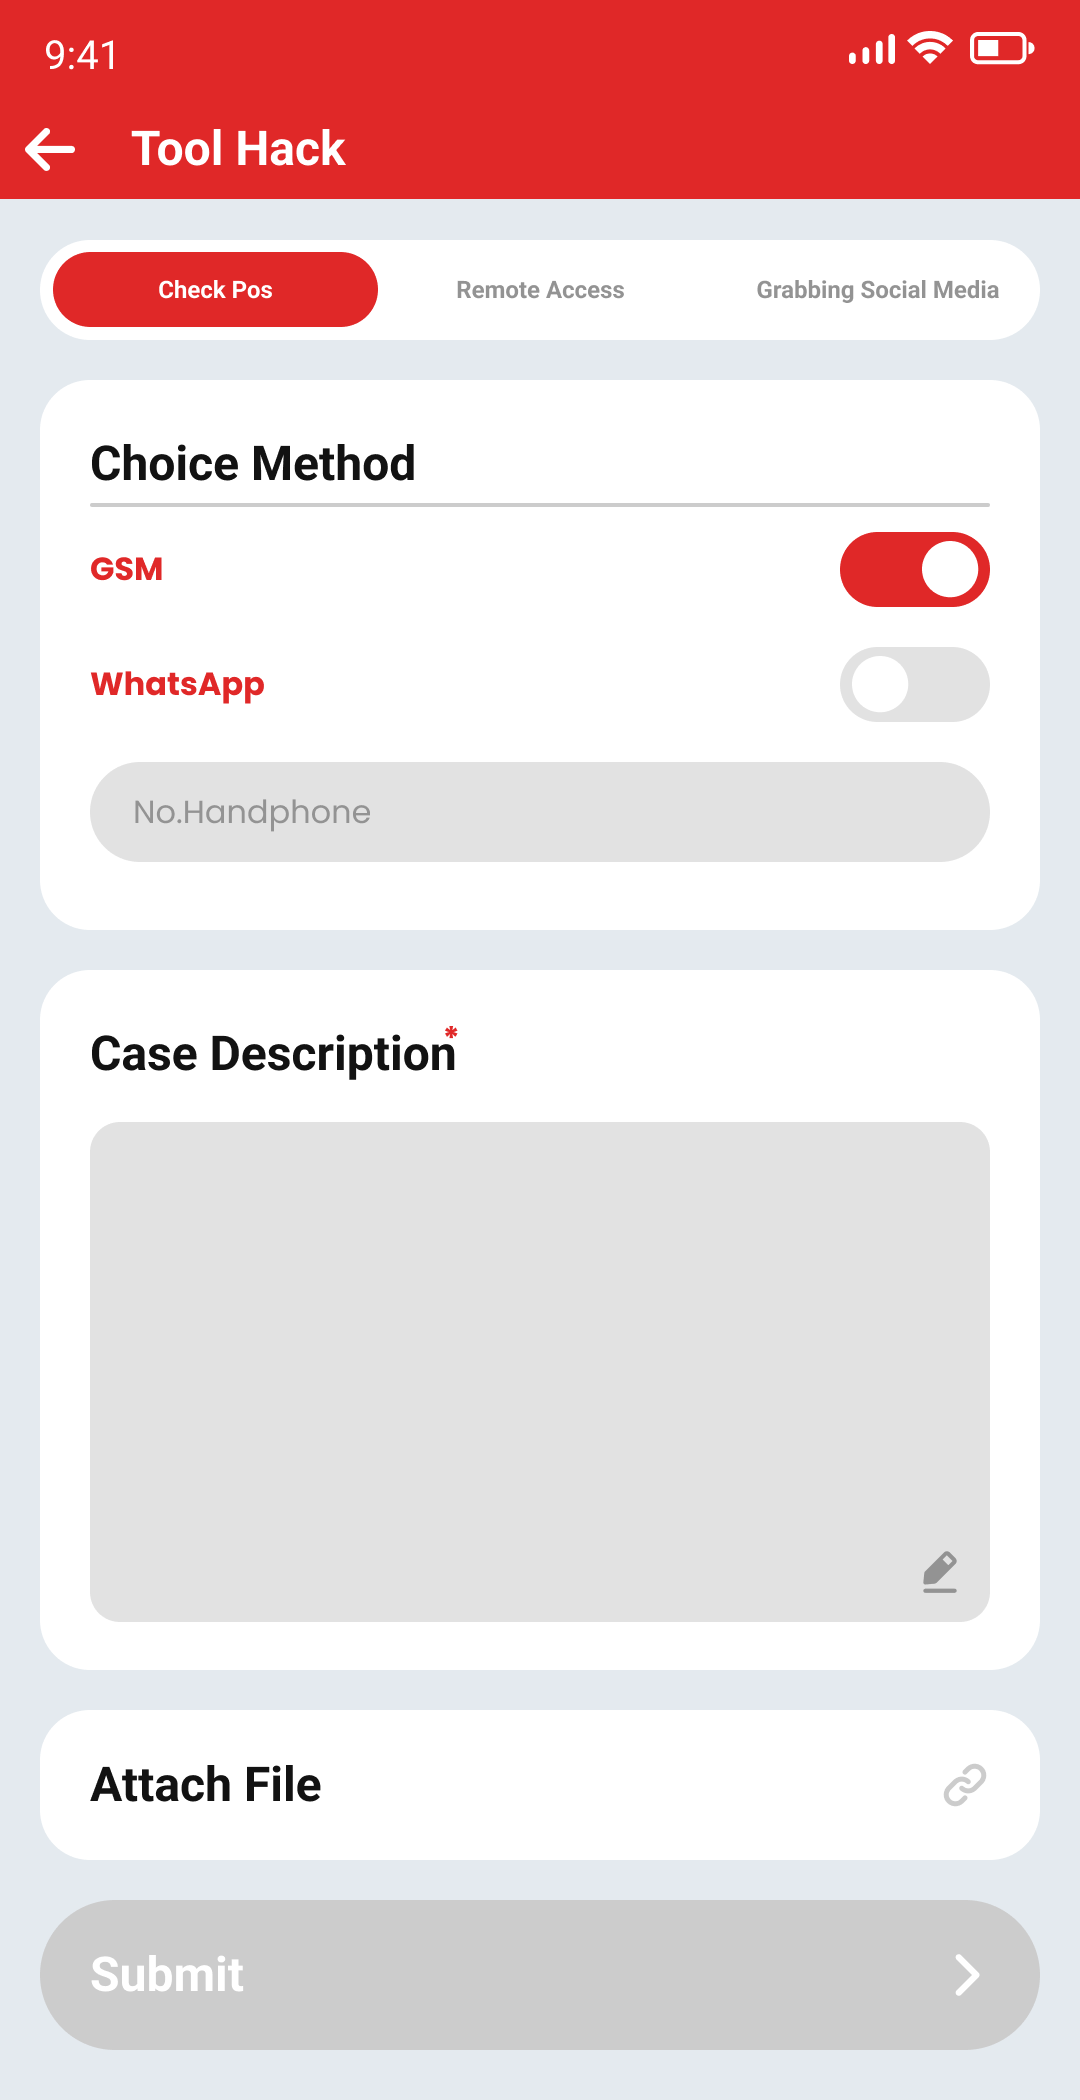 9:41
Tool Hack
Check Pos
Remote Access
Grabbing Social Media
Choice Method
GSM
WhatsApp
No.Handphone
Case Description*
Attach File
Submit